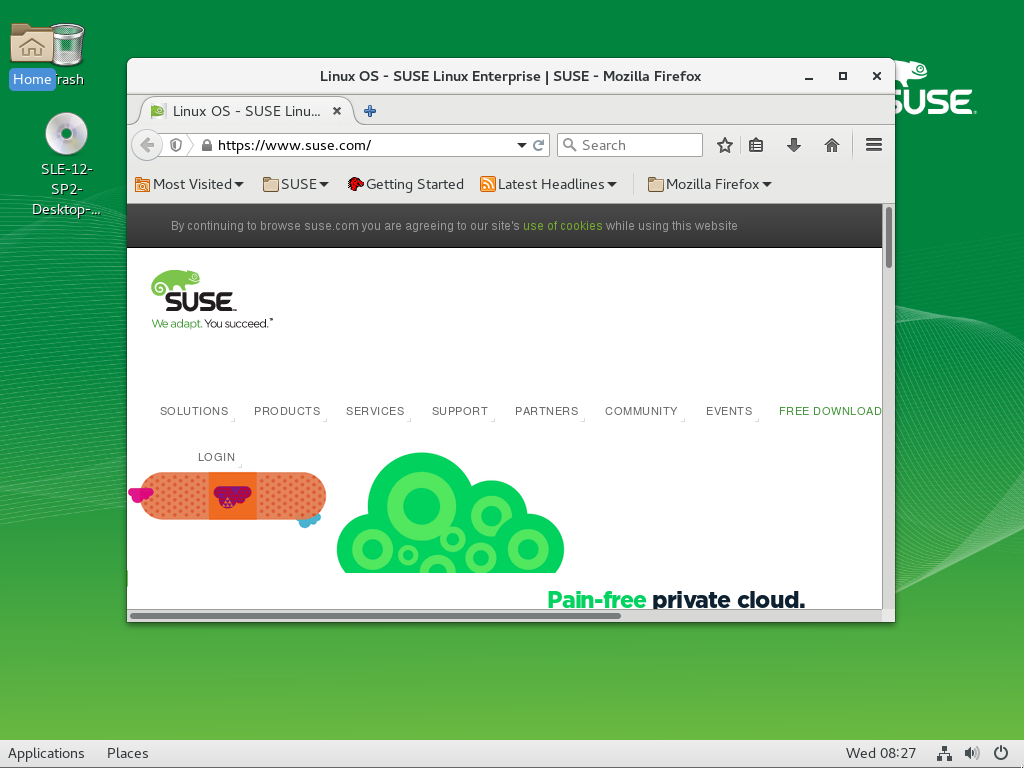 Home
Trash
SLE-12-
SP2-
Desktop-...
SUSE
Linux OS - SUSE Linux Enterprise | SUSE - Mozilla Firefox
Linux OS - SUSE Linu...
https://www.suse.com/
Search
Most Visited
SUSE
Getting Started
Latest Headlines
Mozilla Firefox
By continuing to browse suse.com you are agreeing to our site's use of cookies while using this website
SUSE
We adapt. You succeed.
SOLUTIONS PRODUCTS SERVICES SUPPORT PARTNERS COMMUNITY EVENTS FREE DOWNLOAD
LOGIN
Pain-free private cloud.
Applications
Places
Wed 08:27